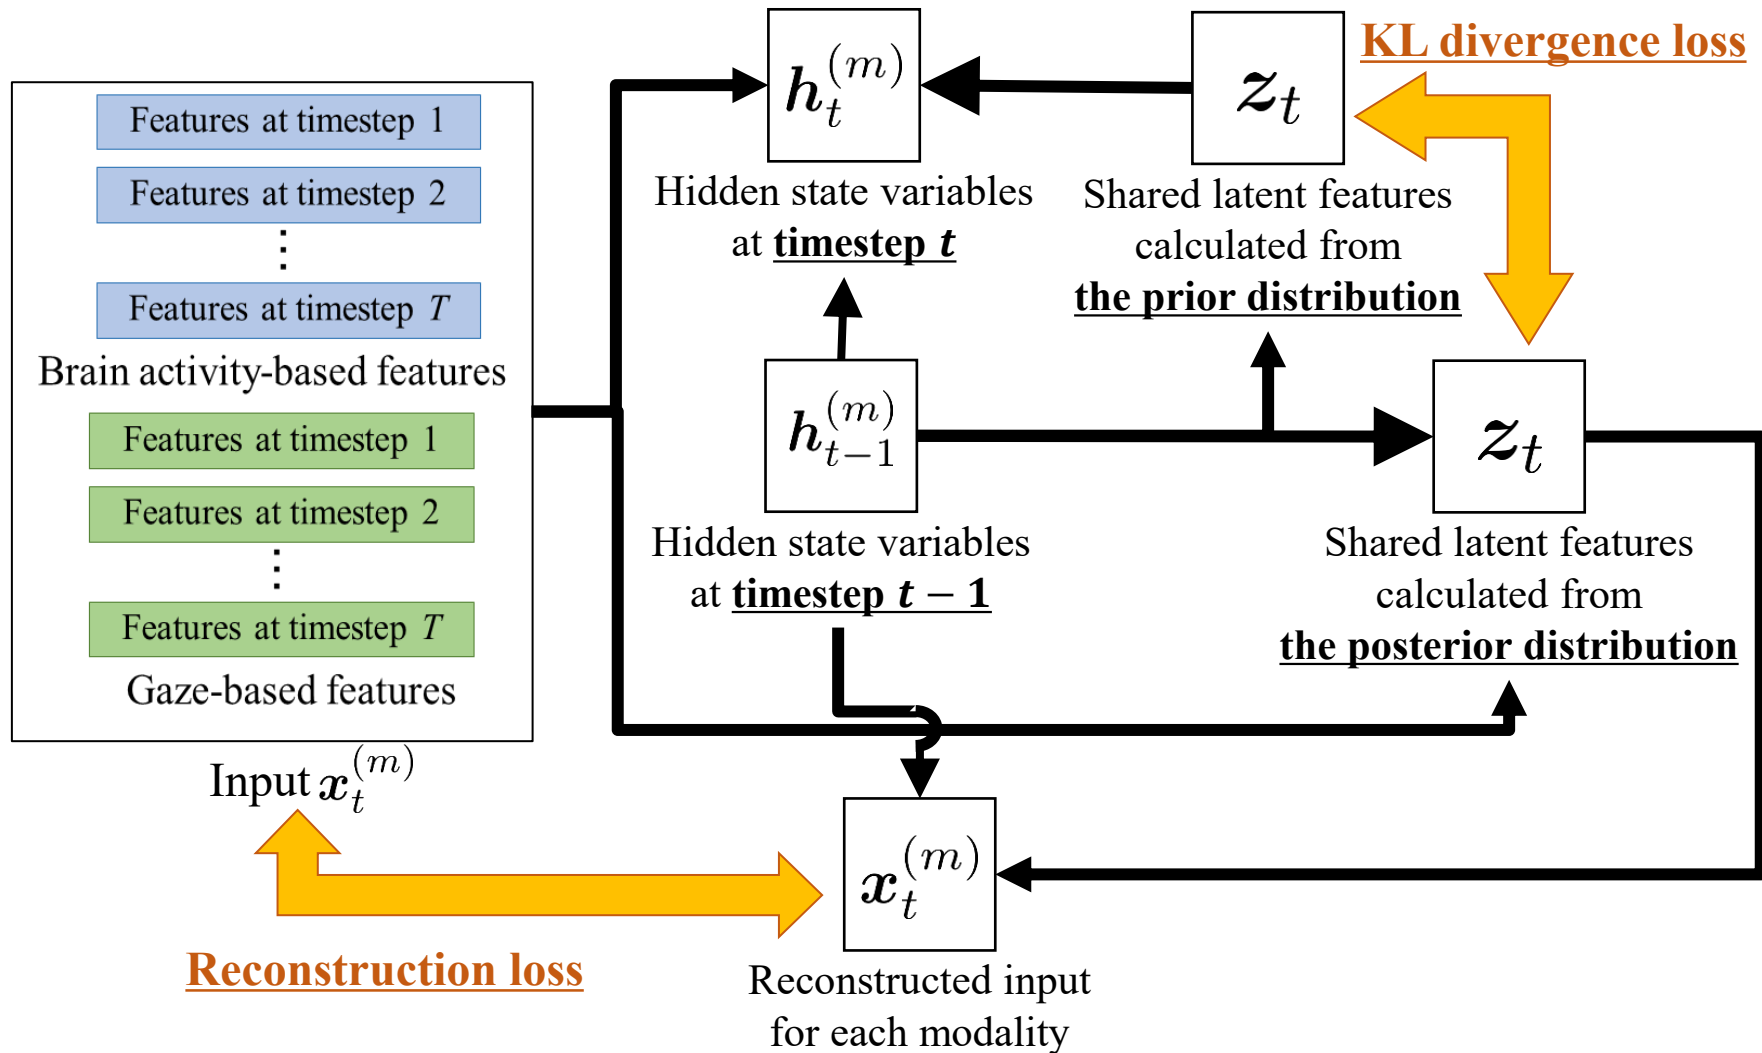 Features at timestep 1
Features at timestep 2
⋮
Features at timestep T
Brain activity-based features
Features at timestep 1
Features at timestep 2
⋮
Features at timestep T
Gaze-based features
Input x_t^{(m)}
h_t^{(m)}
Hidden state variables
at timestep t
z_t
Shared latent features
calculated from
the prior distribution
KL divergence loss
h_{t-1}^{(m)}
Hidden state variables
at timestep t − 1
z_t
Shared latent features
calculated from
the posterior distribution
x_t^{(m)}
Reconstructed input
for each modality
Reconstruction loss